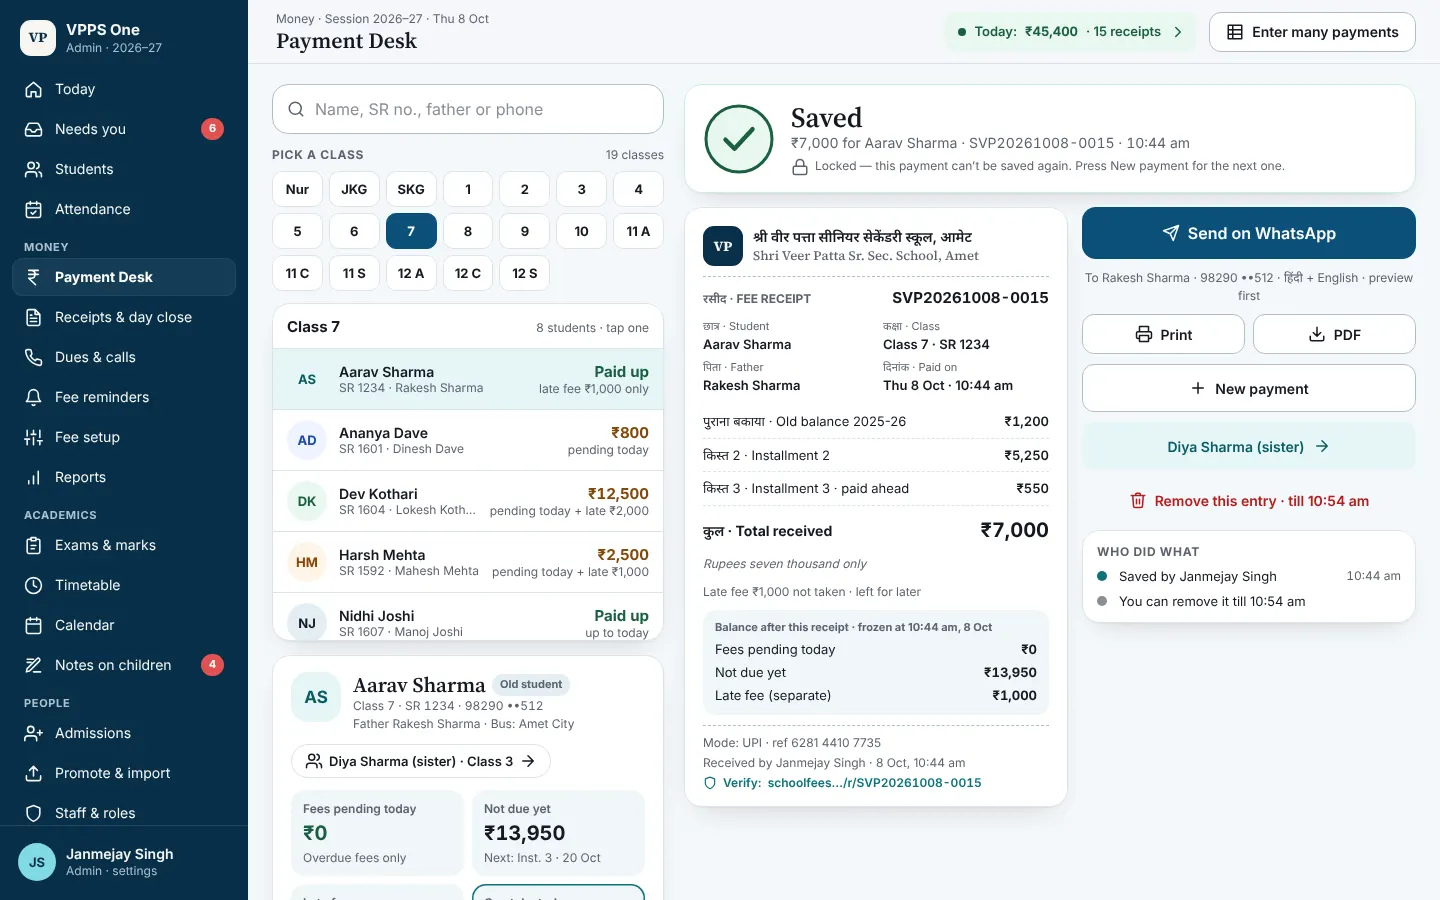 VP
VPPS One
Admin · 2026–27
Today
Needs you
6
Students
Attendance
MONEY
Payment Desk
Receipts & day close
Dues & calls
Fee reminders
Fee setup
Reports
ACADEMICS
Exams & marks
Timetable
Calendar
Notes on children
4
PEOPLE
Admissions
Promote & import
Staff & roles
JS
Janmejay Singh
Admin · settings
Money · Session 2026–27 · Thu 8 Oct
Payment Desk
Today: ₹45,400 · 15 receipts
Enter many payments
Name, SR no., father or phone
PICK A CLASS
19 classes
Nur JKG SKG 1 2 3 4
5 6 7 8 9 10 11 A
11 C 11 S 12 A 12 C 12 S
Class 7
8 students · tap one
AS
Aarav Sharma
Paid up
SR 1234 · Rakesh Sharma
late fee ₹1,000 only
AD
Ananya Dave
₹800
SR 1601 · Dinesh Dave
pending today
DK
Dev Kothari
₹12,500
SR 1604 · Lokesh Koth...
pending today + late ₹2,000
HM
Harsh Mehta
₹2,500
SR 1592 · Mahesh Mehta
pending today + late ₹1,000
NJ
Nidhi Joshi
Paid up
SR 1607 · Manoj Joshi
up to today
AS
Aarav Sharma
Old student
Class 7 · SR 1234 · 98290 ••512
Father Rakesh Sharma · Bus: Amet City
Diya Sharma (sister) · Class 3
Fees pending today
₹0
Overdue fees only
Not due yet
₹13,950
Next: Inst. 3 · 20 Oct
Saved
₹7,000 for Aarav Sharma · SVP20261008-0015 · 10:44 am
Locked — this payment can't be saved again. Press New payment for the next one.
VP
श्री वीर पत्ता सीनियर सेकेंडरी स्कूल, आमेट
Shri Veer Patta Sr. Sec. School, Amet
रसीद · FEE RECEIPT
SVP20261008-0015
छात्र · Student
Aarav Sharma
कक्षा · Class
Class 7 · SR 1234
पिता · Father
Rakesh Sharma
दिनांक · Paid on
Thu 8 Oct · 10:44 am
पुराना बकाया · Old balance 2025-26 ₹1,200
किस्त 2 · Installment 2 ₹5,250
किस्त 3 · Installment 3 · paid ahead ₹550
कुल · Total received ₹7,000
Rupees seven thousand only
Late fee ₹1,000 not taken · left for later
Balance after this receipt · frozen at 10:44 am, 8 Oct
Fees pending today ₹0
Not due yet ₹13,950
Late fee (separate) ₹1,000
Mode: UPI · ref 6281 4410 7735
Received by Janmejay Singh · 8 Oct, 10:44 am
Verify: schoolfees.../r/SVP20261008-0015
Send on WhatsApp
To Rakesh Sharma · 98290 ••512 · हिंदी + English · preview
first
Print
PDF
New payment
Diya Sharma (sister)
Remove this entry · till 10:54 am
WHO DID WHAT
Saved by Janmejay Singh 10:44 am
You can remove it till 10:54 am